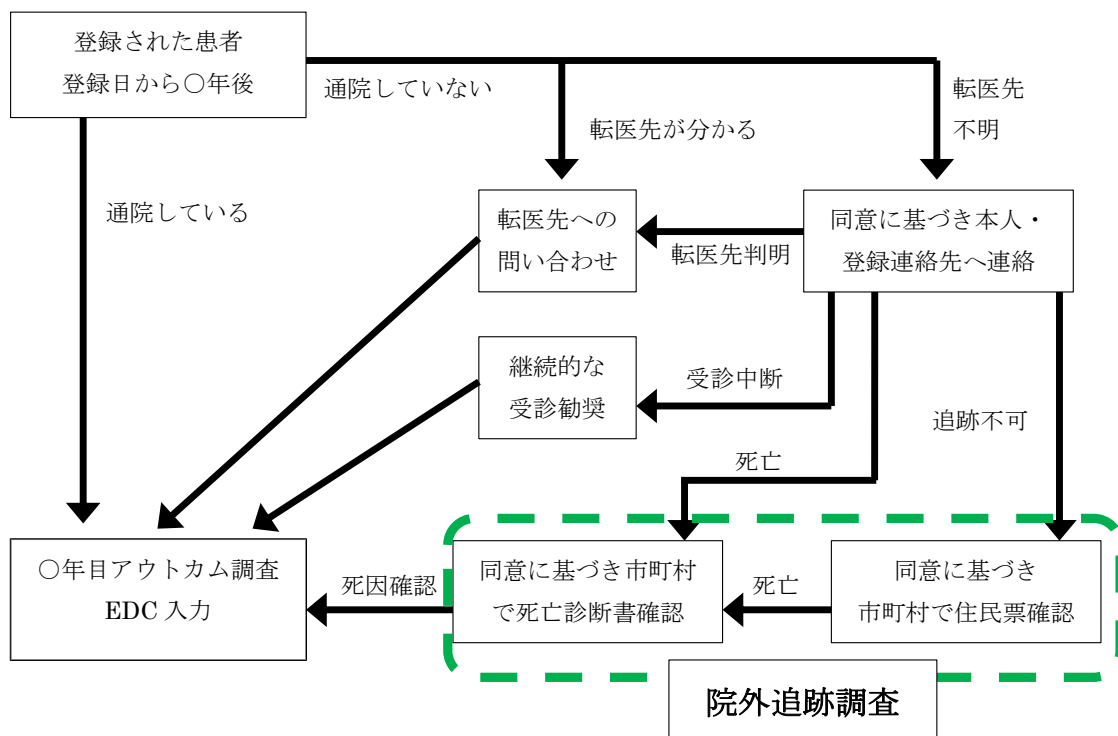 登録された患者
登録日から〇年後
通院していない
転医先が分かる
転医先
不明
通院している
転医先への
問い合わせ
転医先判明
同意に基づき本人・
登録連絡先へ連絡
継続的な
受診勧奨
受診中断
追跡不可
死亡
〇年目アウトカム調査
EDC 入力
死因確認
同意に基づき市町村
で死亡診断書確認
死亡
同意に基づき
市町村で住民票確認
院外追跡調査